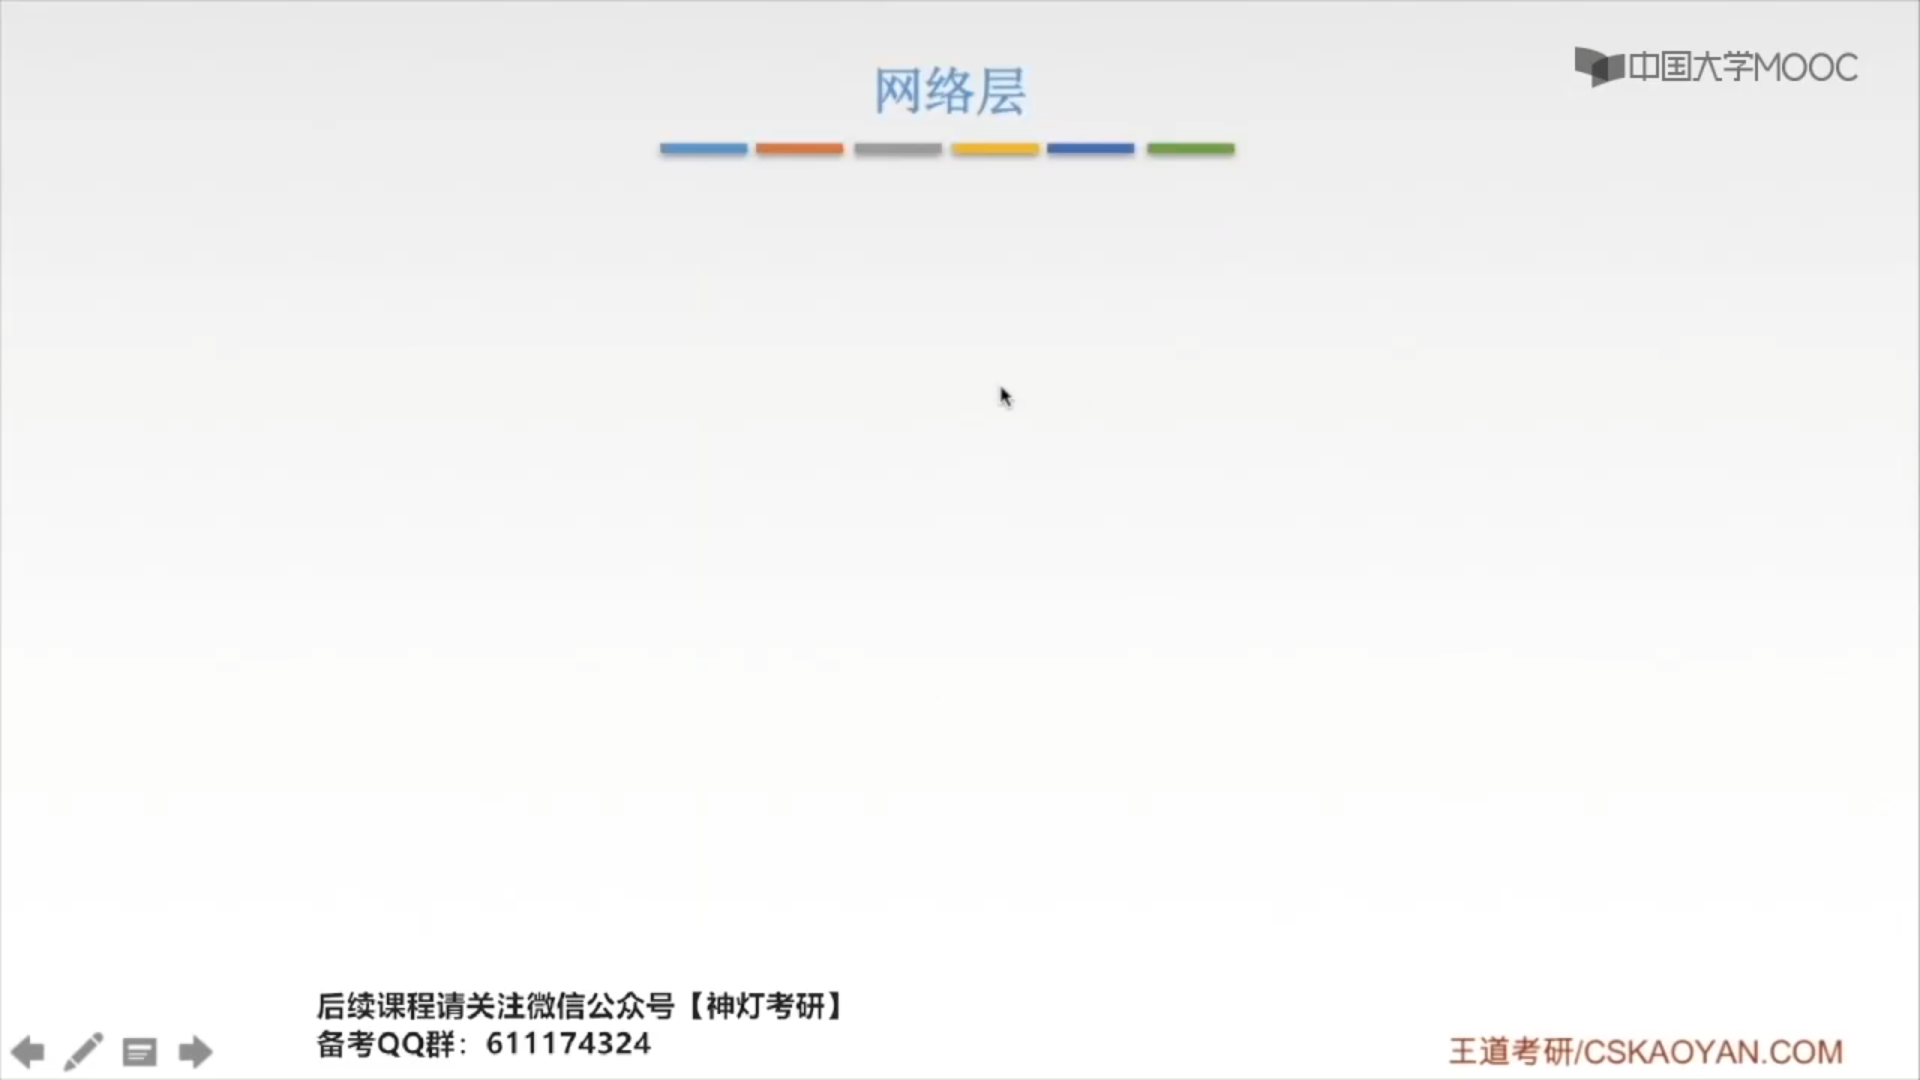 网络层
中国大学MOOC
后续课程请关注微信公众号【神灯考研】
备考QQ群：611174324
王道考研/CSKAOYAN.COM